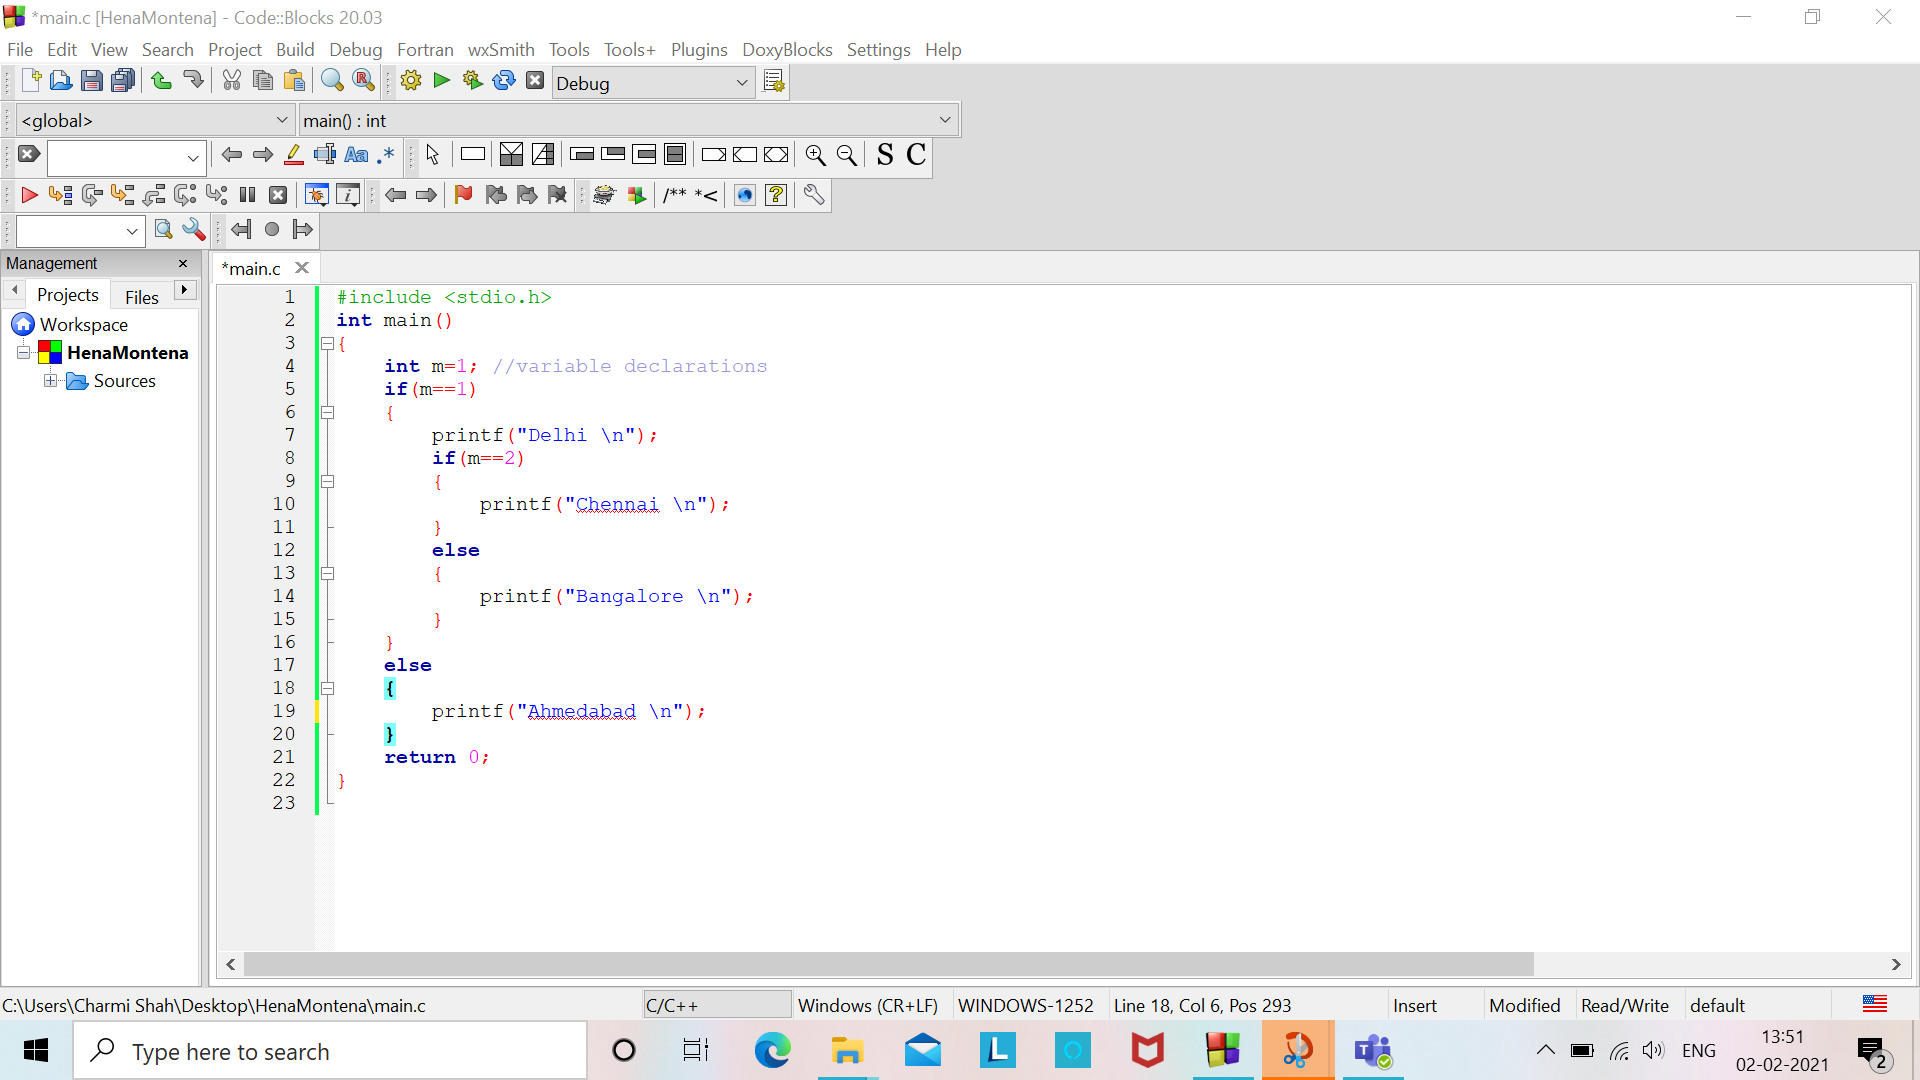 *main.c [HenaMontena] - Code::Blocks 20.03
File Edit View Search Project Build Debug Fortran wxSmith Tools Tools+ Plugins DoxyBlocks Settings Help
Debug
<global> main() : int
Aa .* S C
/** *<
Management
*main.c
Projects Files
Workspace
HenaMontena
Sources
1 #include <stdio.h>
2 int main()
3 {
4     int m=1; //variable declarations
5     if(m==1)
6     {
7         printf("Delhi \n");
8         if(m==2)
9         {
10             printf("Chennai \n");
11         }
12         else
13         {
14             printf("Bangalore \n");
15         }
16     }
17     else
18     {
19         printf("Ahmedabad \n");
20     }
21     return 0;
22 }
23
C:\Users\Charmi Shah\Desktop\HenaMontena\main.c C/C++ Windows (CR+LF) WINDOWS-1252 Line 18, Col 6, Pos 293 Insert Modified Read/Write default
Type here to search
L
ENG
13:51
02-02-2021
2